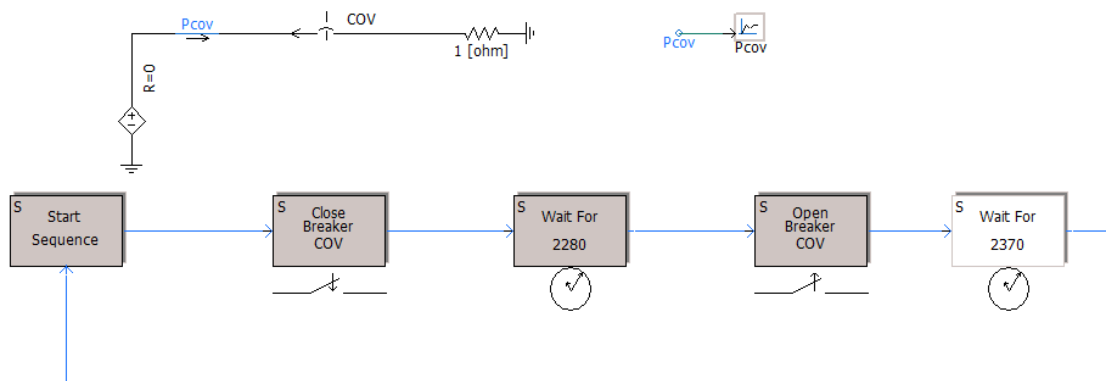 Pcov
COV
R=0
1 [ohm]
Pcov
Pcov
S
Start
Sequence
S
Close
Breaker
COV
S
Wait For
2280
S
Open
Breaker
COV
S
Wait For
2370